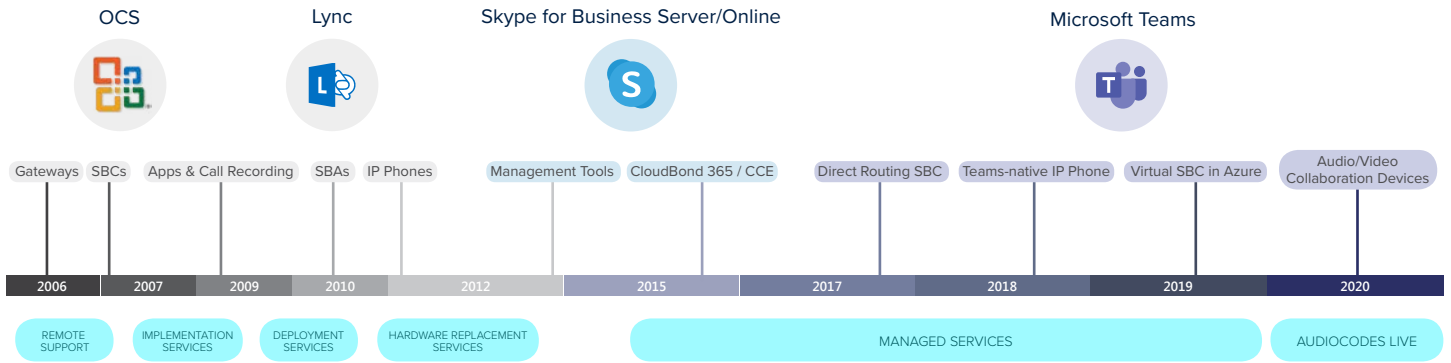 OCS
Lync
Skype for Business Server/Online
Microsoft Teams
L
S
T
Gateways
SBCs
Apps & Call Recording
SBAs
IP Phones
Management Tools
CloudBond 365 / CCE
Direct Routing SBC
Teams-native IP Phone
Virtual SBC in Azure
Audio/Video
Collaboration Devices
2006
2007
2009
2010
2012
2015
2017
2018
2019
2020
REMOTE
SUPPORT
IMPLEMENTATION
SERVICES
DEPLOYMENT
SERVICES
HARDWARE REPLACEMENT
SERVICES
MANAGED SERVICES
AUDIOCODES LIVE